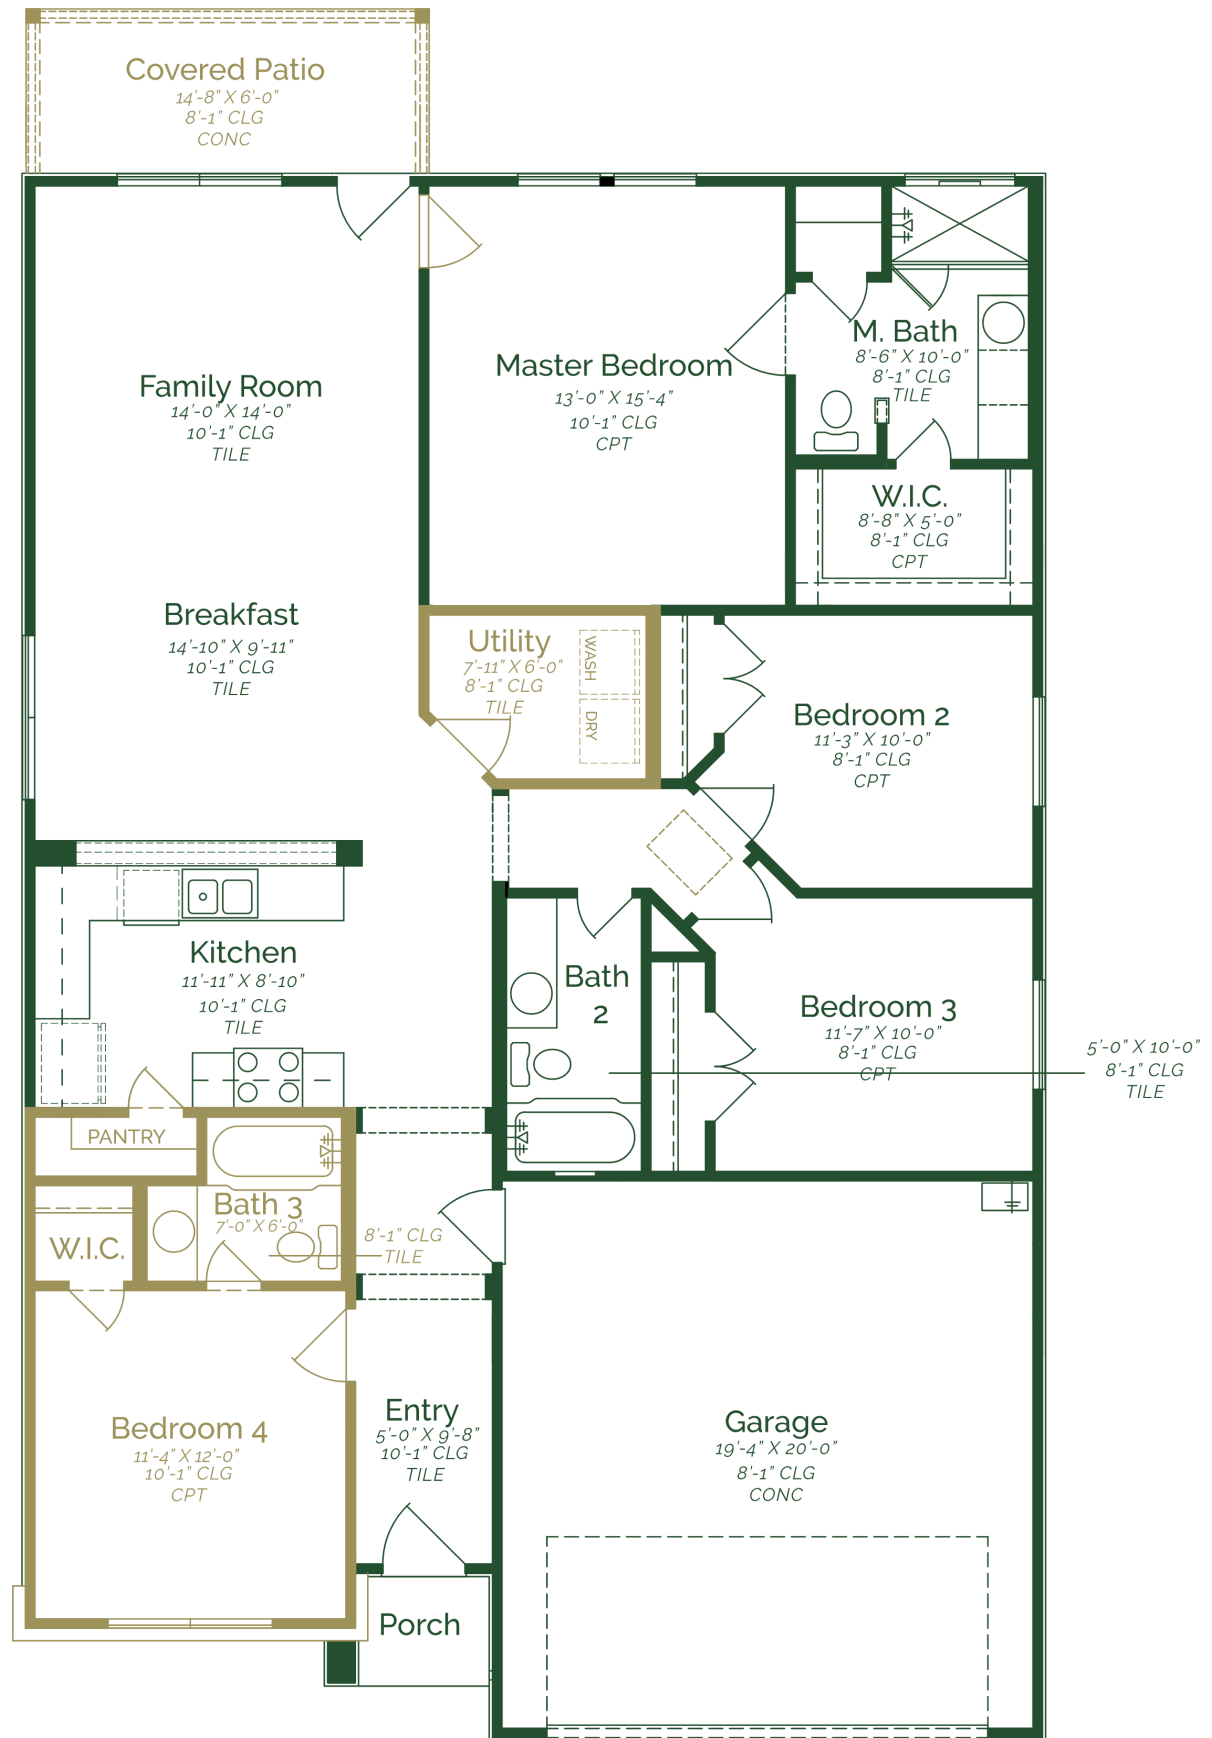 Covered Patio
14'-8" X 6'-0"
8'-1" CLG
CONC
Family Room
14'-0" X 14'-0"
10'-1" CLG
TILE
Master Bedroom
13'-0" X 15'-4"
10'-1" CLG
CPT
M. Bath
8'-6" X 10'-0"
8'-1" CLG
TILE
W.I.C.
8'-8" X 5'-0"
8'-1" CLG
CPT
Breakfast
14'-10" X 9'-11"
10'-1" CLG
TILE
Utility
7'-11" X 6'-0"
8'-1" CLG
TILE
WASH
DRY
Bedroom 2
11'-3" X 10'-0"
8'-1" CLG
CPT
Kitchen
11'-11" X 8'-10"
10'-1" CLG
TILE
Bath
2
Bedroom 3
11'-7" X 10'-0"
8'-1" CLG
CPT
5'-0" X 10'-0"
8'-1" CLG
TILE
PANTRY
Bath 3
7'-0" X 6'-0"
8'-1" CLG
TILE
W.I.C.
Bedroom 4
11'-4" X 12'-0"
10'-1" CLG
CPT
Entry
5'-0" X 9'-8"
10'-1" CLG
TILE
Garage
19'-4" X 20'-0"
8'-1" CLG
CONC
Porch